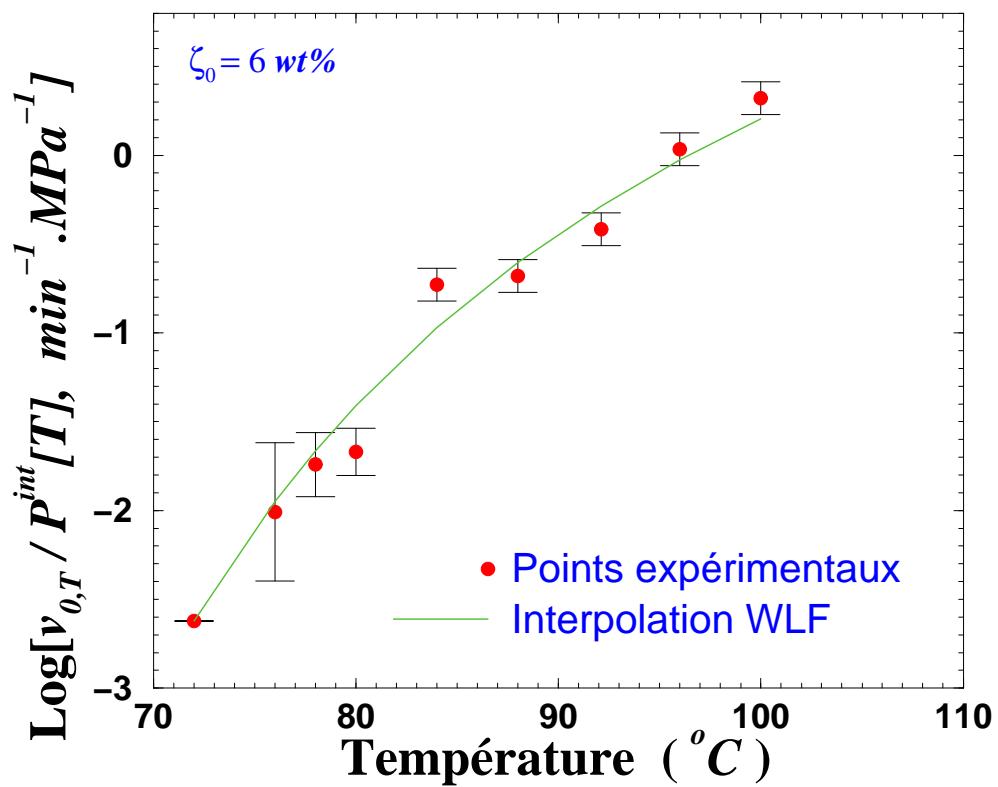 ζ₀ = 6 wt%
Log[v₀,T / Pⁱⁿᵗ [T], min⁻¹ .MPa⁻¹]
0
−1
−2
−3
Points expérimentaux
Interpolation WLF
70 80 90 100 110
Température ( °C )